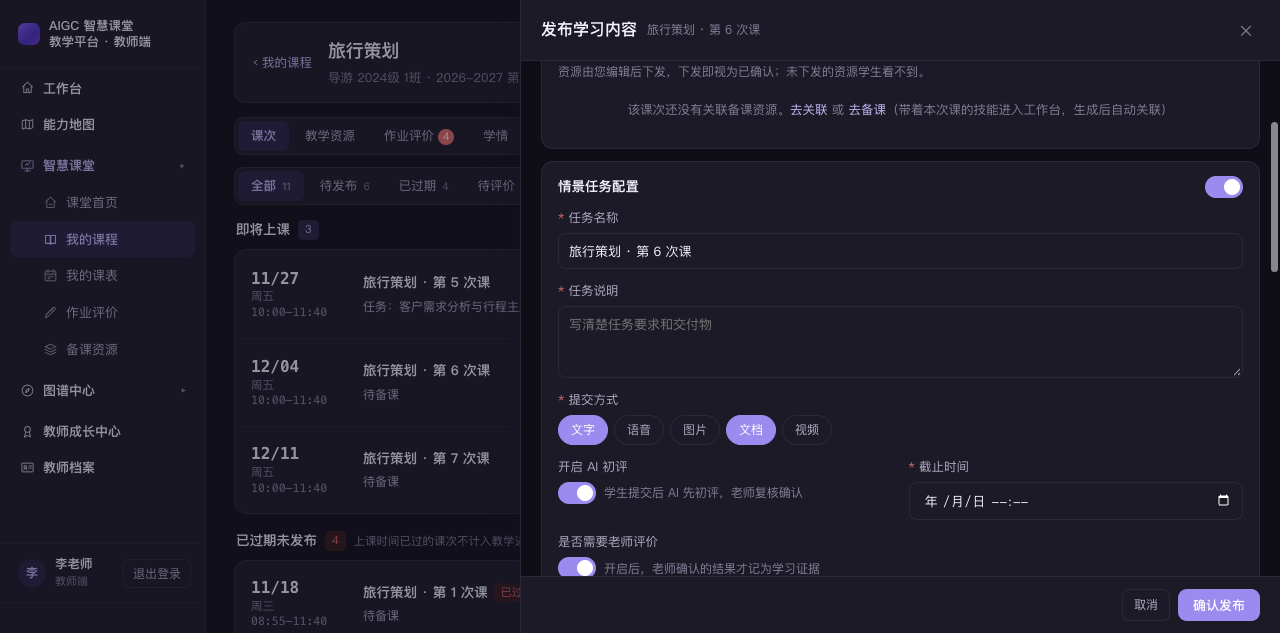 AIGC 智慧课堂
教学平台 · 教师端
工作台
能力地图
智慧课堂
课堂首页
我的课程
我的课表
作业评价
备课资源
图谱中心
教师成长中心
教师档案
李
李老师
教师端
退出登录
‹ 我的课程
旅行策划
导游 2024级 1班 · 2026—2027 第
课次
教学资源
作业评价 4
学情
全部 11
待发布 6
已过期 4
待评价
即将上课 3
11/27
周五
10:00—11:40
旅行策划 · 第 5 次课
任务：客户需求分析与行程主
12/04
周五
10:00—11:40
旅行策划 · 第 6 次课
待备课
12/11
周五
10:00—11:40
旅行策划 · 第 7 次课
待备课
已过期未发布 4 上课时间已过的课次不计入教学
11/18
周三
08:55—11:40
旅行策划 · 第 1 次课 已过
待备课
发布学习内容 旅行策划 · 第 6 次课
资源由您编辑后下发，下发即视为已确认；未下发的资源学生看不到。
该课次还没有关联备课资源。去关联 或 去备课（带着本次课的技能进入工作台，生成后自动关联）
情景任务配置
* 任务名称
旅行策划 · 第 6 次课
* 任务说明
写清楚任务要求和交付物
* 提交方式
文字
语音
图片
文档
视频
开启 AI 初评
学生提交后 AI 先初评，老师复核确认
* 截止时间
年 /月/日 --:--
是否需要老师评价
开启后，老师确认的结果才记为学习证据
取消
确认发布